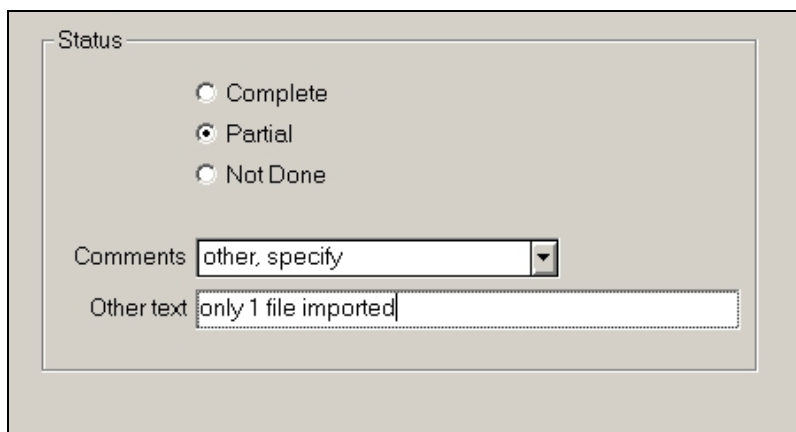 Status
Complete
Partial
Not Done
Comments other, specify
Other text only 1 file imported